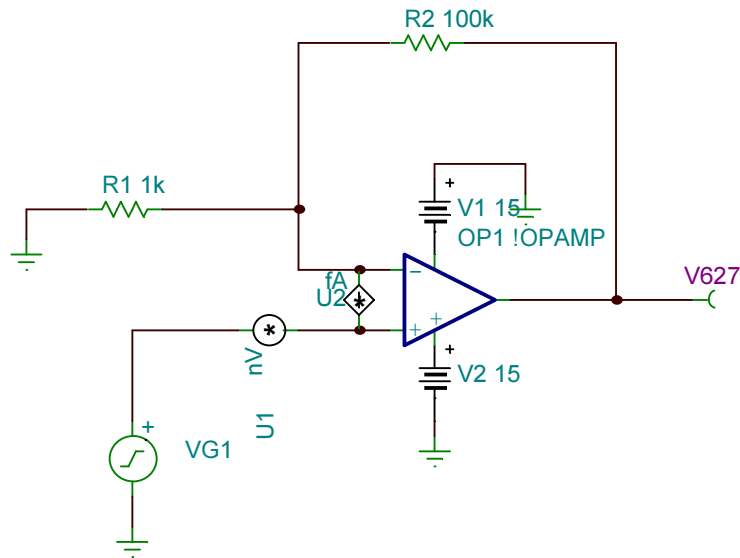 R2 100k
R1 1k
+
V1 15
OP1 !OPAMP
fA
U2
−
+
+
V627
*
nV
U1
+
V2 15
+
VG1